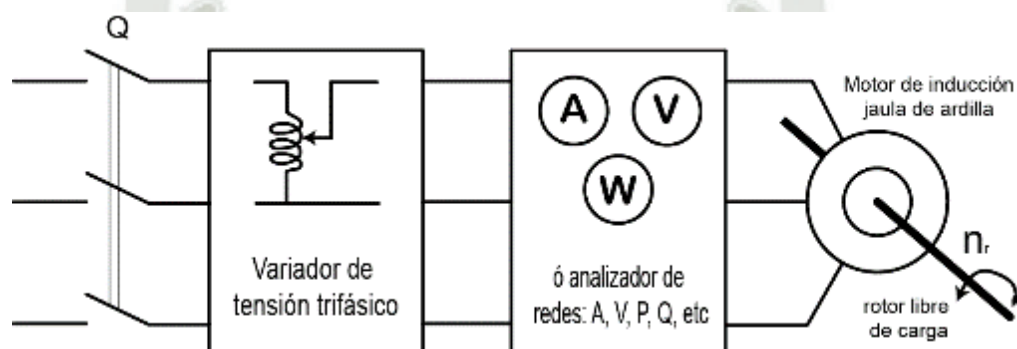 Q
Variador de
tensión trifásico
A
V
W
ó analizador de
redes: A, V, P, Q, etc
Motor de inducción
jaula de ardilla
nr
rotor libre
de carga